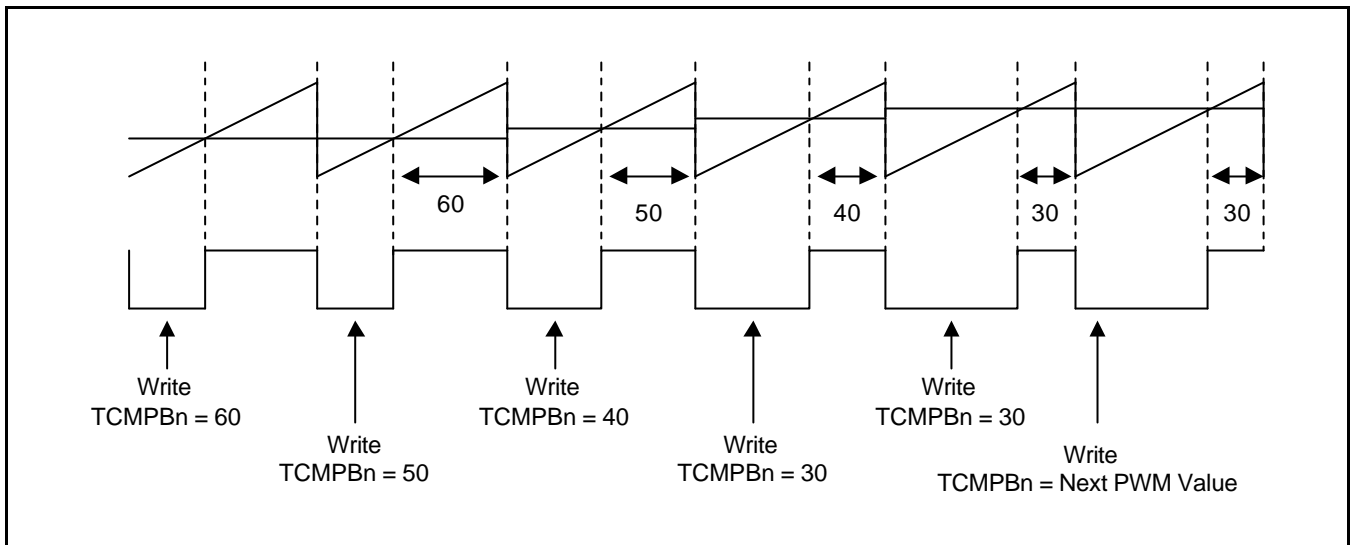 60
50
40
30
30
Write
TCMPBn = 60
Write
TCMPBn = 50
Write
TCMPBn = 40
Write
TCMPBn = 30
Write
TCMPBn = 30
Write
TCMPBn = Next PWM Value